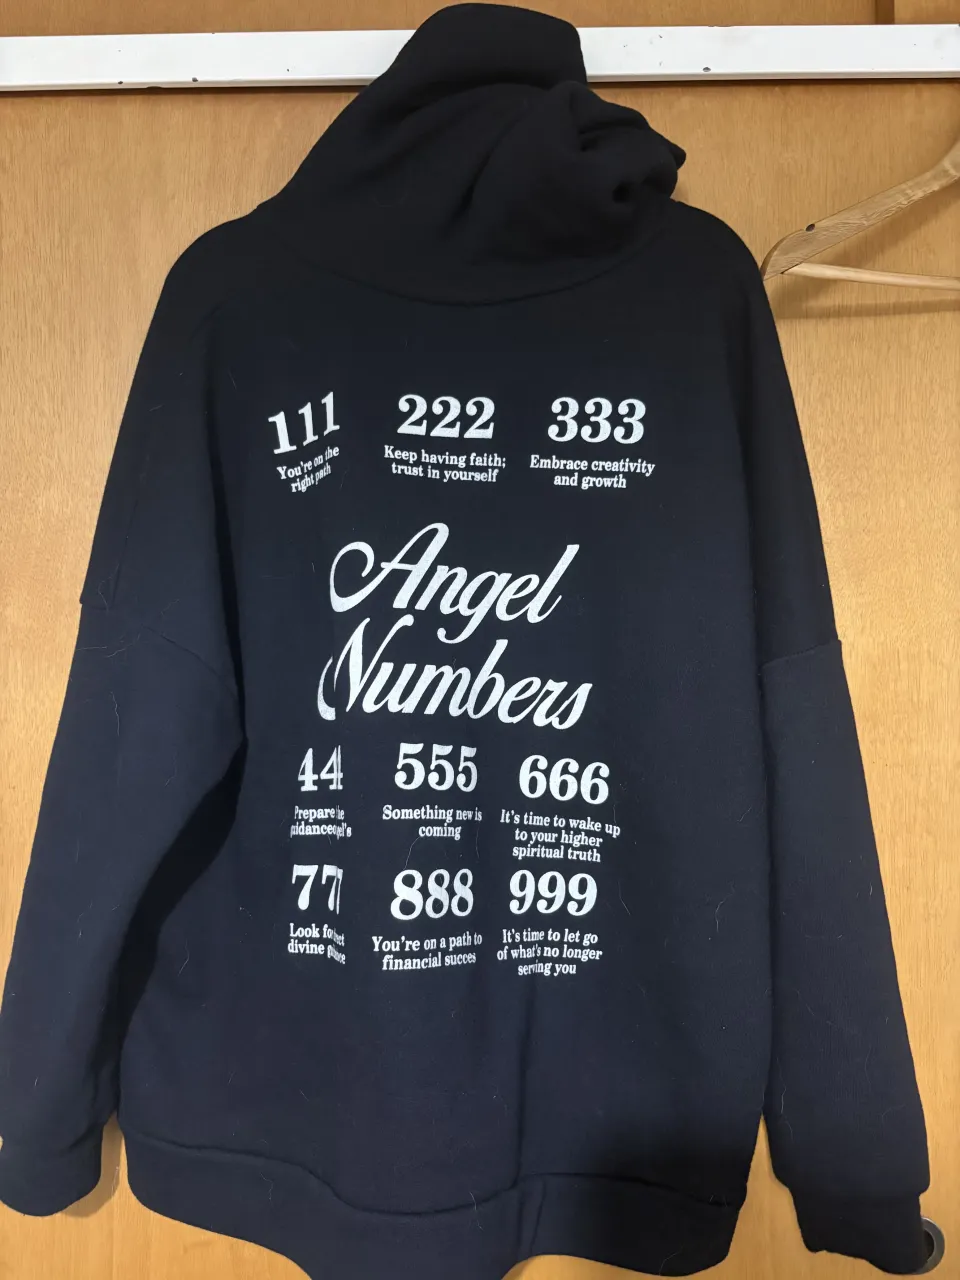 111 222 333
You're on the right path
Keep having faith;
trust in yourself
Embrace creativity
and growth
Angel
Numbers
555 666
Prepare
Something new is
coming
It's time to wake up
to your higher
spiritual truth
888 999
Look
divine
You're on a path to
financial succes
It's time to let go
of what's no longer
serving you